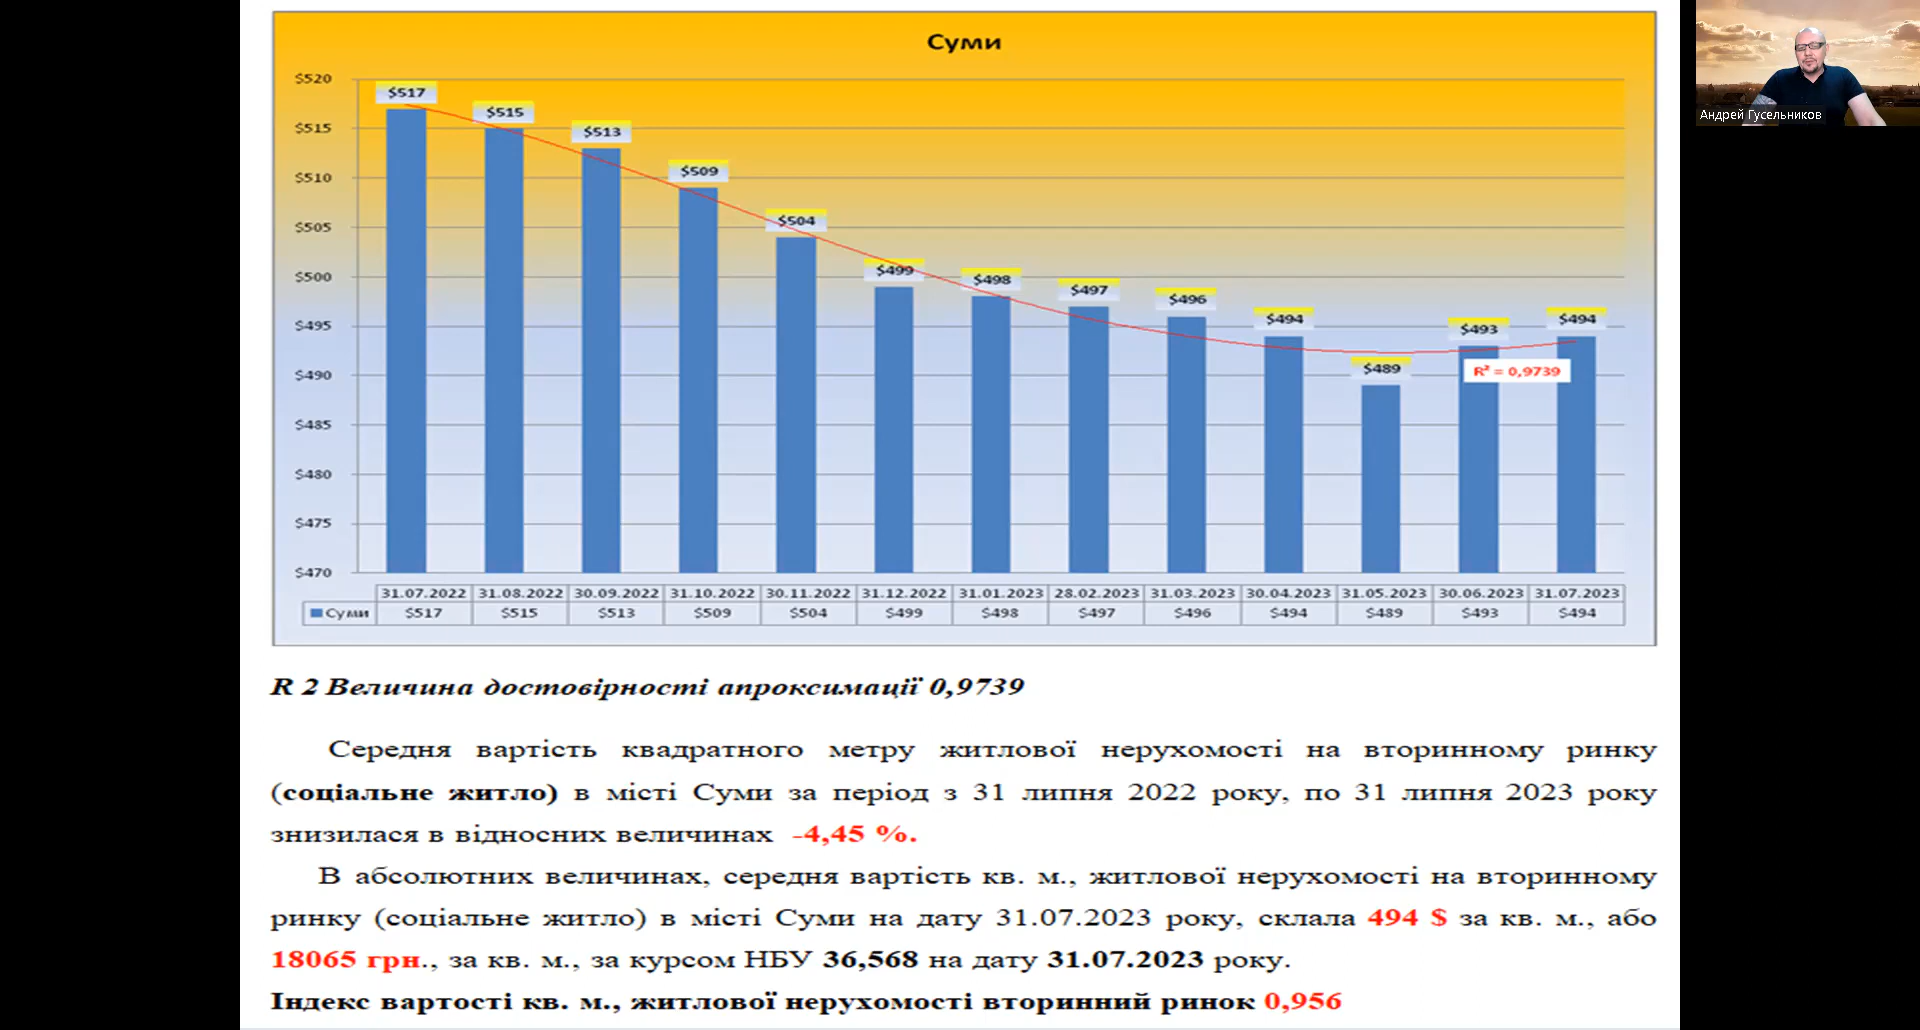 Суми
$520
$515
$510
$505
$500
$495
$490
$485
$480
$475
$470
$517
$515
$513
$509
$504
$499
$498
$497
$496
$494
$489
$493
$494
R² = 0,9739
31.07.2022 31.08.2022 30.09.2022 31.10.2022 30.11.2022 31.12.2022 31.01.2023 28.02.2023 31.03.2023 30.04.2023 31.05.2023 30.06.2023 31.07.2023
Суми $517 $515 $513 $509 $504 $499 $498 $497 $496 $494 $489 $493 $494
R 2 Величина достовірності апроксимації 0,9739
Середня вартість квадратного метру житлової нерухомості на вторинному ринку
(соціальне житло) в місті Суми за період з 31 липня 2022 року, по 31 липня 2023 року
знизилася в відносних величинах -4,45 %.
В абсолютних величинах, середня вартість кв. м., житлової нерухомості на вторинному
ринку (соціальне житло) в місті Суми на дату 31.07.2023 року, склала 494 $ за кв. м., або
18065 грн., за кв. м., за курсом НБУ 36,568 на дату 31.07.2023 року.
Індекс вартості кв. м., житлової нерухомості вторинний ринок 0,956
Андрей Гусельников